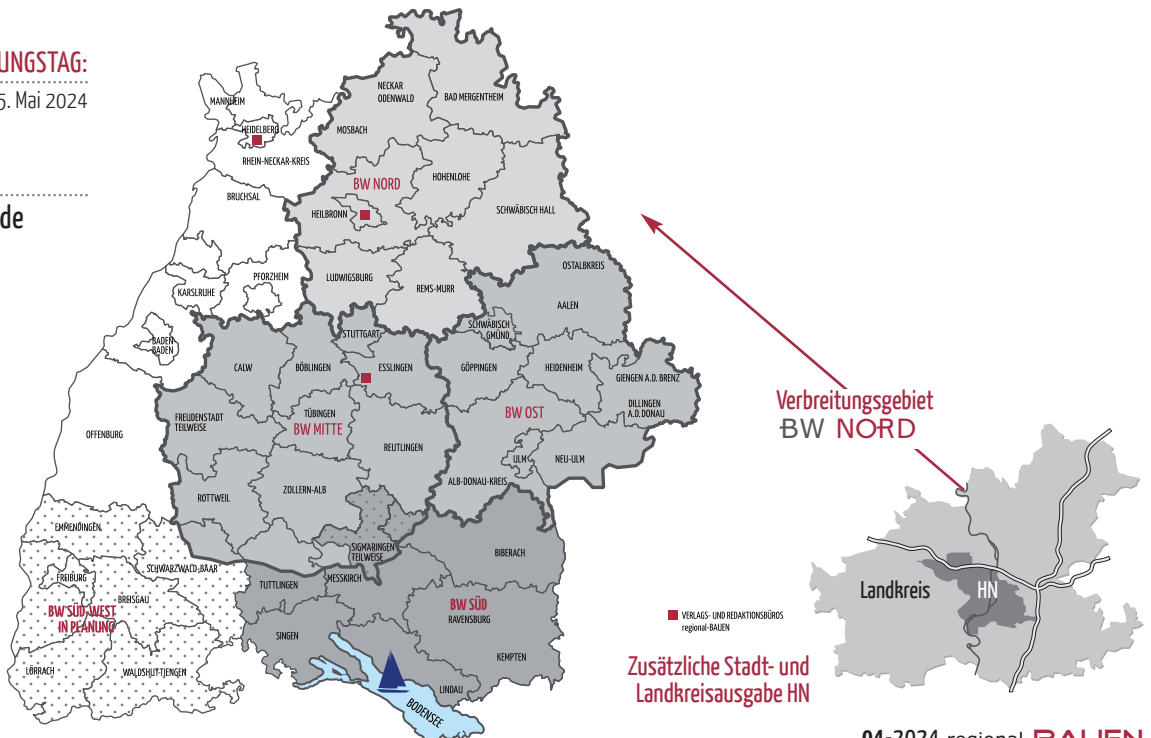 UNGSTAG:
5. Mai 2024
de
MANNHEIM
HEIDELBERG
RHEIN-NECKAR-KREIS
BRUCHSAL
PFORZHEIM
KARLSRUHE
BADEN
BADEN
OFFENBURG
NECKAR
ODENWALD
BAD MERGENTHEIM
MOSBACH
BW NORD
HOHENLOHE
HEILBRONN
SCHWÄBISCH HALL
LUDWIGSBURG
REMS-MURR
OSTALBKREIS
AALEN
SCHWÄBISCH
GMÜND
STUTTGART
CALW
BÖBLINGEN
ESSLINGEN
GÖPPINGEN
HEIDENHEIM
GIENGEN A.D. BRENZ
DILLINGEN
A.D. DONAU
FREUDENSTADT
TEILWEISE
TÜBINGEN
BW MITTE
BW OST
REUTLINGEN
ULM
NEU-ULM
ALB-DONAU-KREIS
ROTTWEIL
ZOLLERN-ALB
SIGMARINGEN
TEILWEISE
BIBERACH
EMMENDINGEN
FREIBURG
SCHWARZWALD-BAAR
BREISGAU
BW SÜD-WEST
IN PLANUNG
LÖRRACH
WALDSHUT-TIENGEN
TUTTLINGEN
MESSKIRCH
BW SÜD
RAVENSBURG
SINGEN
KEMPTEN
LINDAU
BODENSEE
Verbreitungsgebiet
BW NORD
Landkreis
HN
VERLAGS- UND REDAKTIONSBÜROS
regional-BAUEN
Zusätzliche Stadt- und
Landkreisausgabe HN
04-2024 regional BAUEN